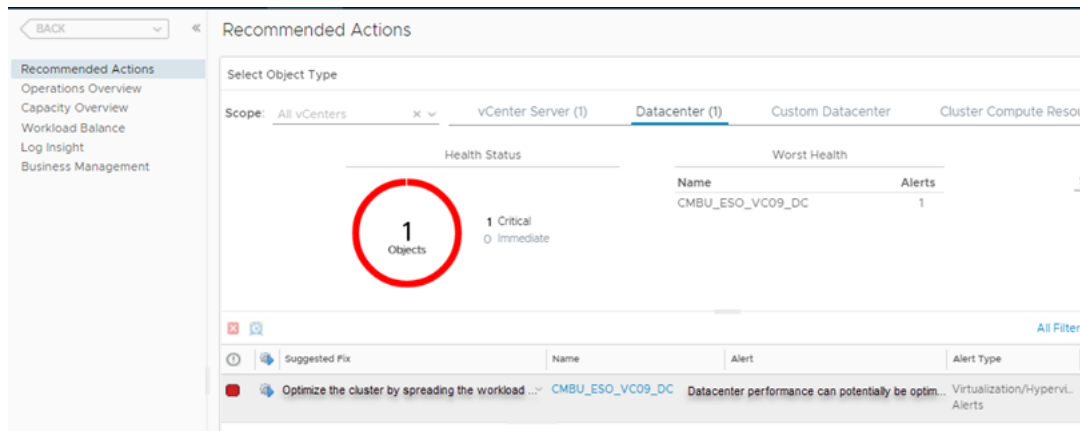 BACK
Recommended Actions
Recommended Actions
Operations Overview
Capacity Overview
Workload Balance
Log Insight
Business Management
Select Object Type
Scope: All vCenters vCenter Server (1) Datacenter (1) Custom Datacenter Cluster Compute Resou
Health Status
1
Objects
1 Critical
0 Immediate
Worst Health
Name Alerts
CMBU_ESO_VC09_DC 1
All Filter
Suggested Fix Name Alert Alert Type
Optimize the cluster by spreading the workload ... CMBU_ESO_VC09_DC Datacenter performance can potentially be optim... Virtualization/Hypervi..
Alerts